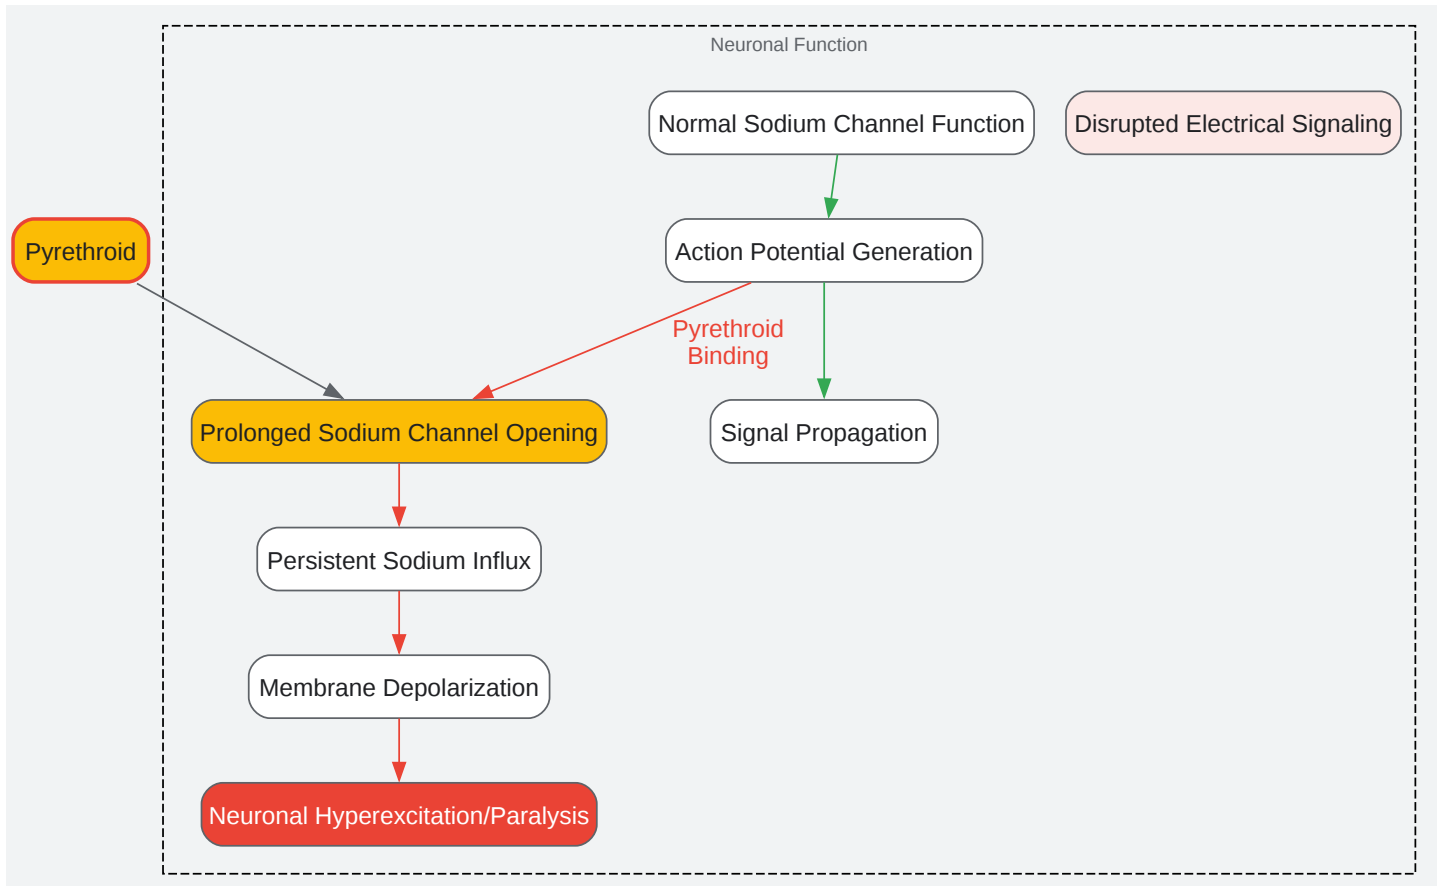 Neuronal Function
Normal Sodium Channel Function
Disrupted Electrical Signaling
Pyrethroid
Action Potential Generation
Pyrethroid
Binding
Prolonged Sodium Channel Opening
Signal Propagation
Persistent Sodium Influx
Membrane Depolarization
Neuronal Hyperexcitation/Paralysis